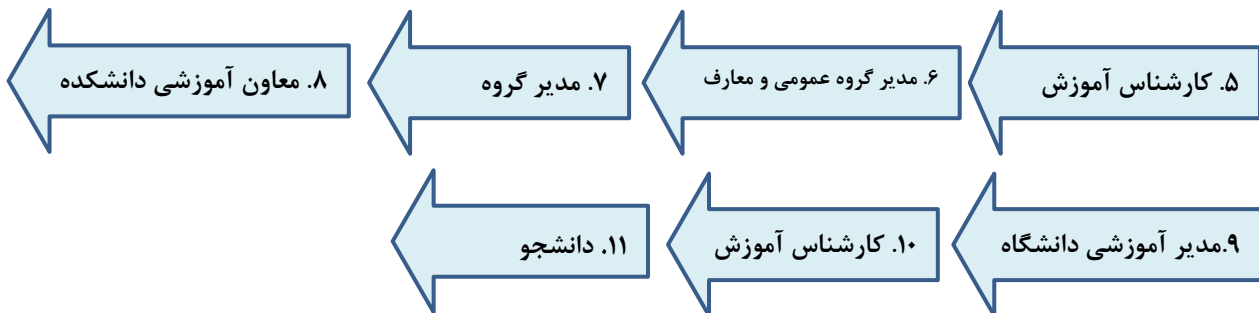 ۵. کارشناس آموزش
۶. مدیر گروه عمومی و معارف
۷. مدیر گروه
۸. معاون آموزشی دانشکده
۹.مدیر آموزشی دانشگاه
۱۰. کارشناس آموزش
۱۱. دانشجو